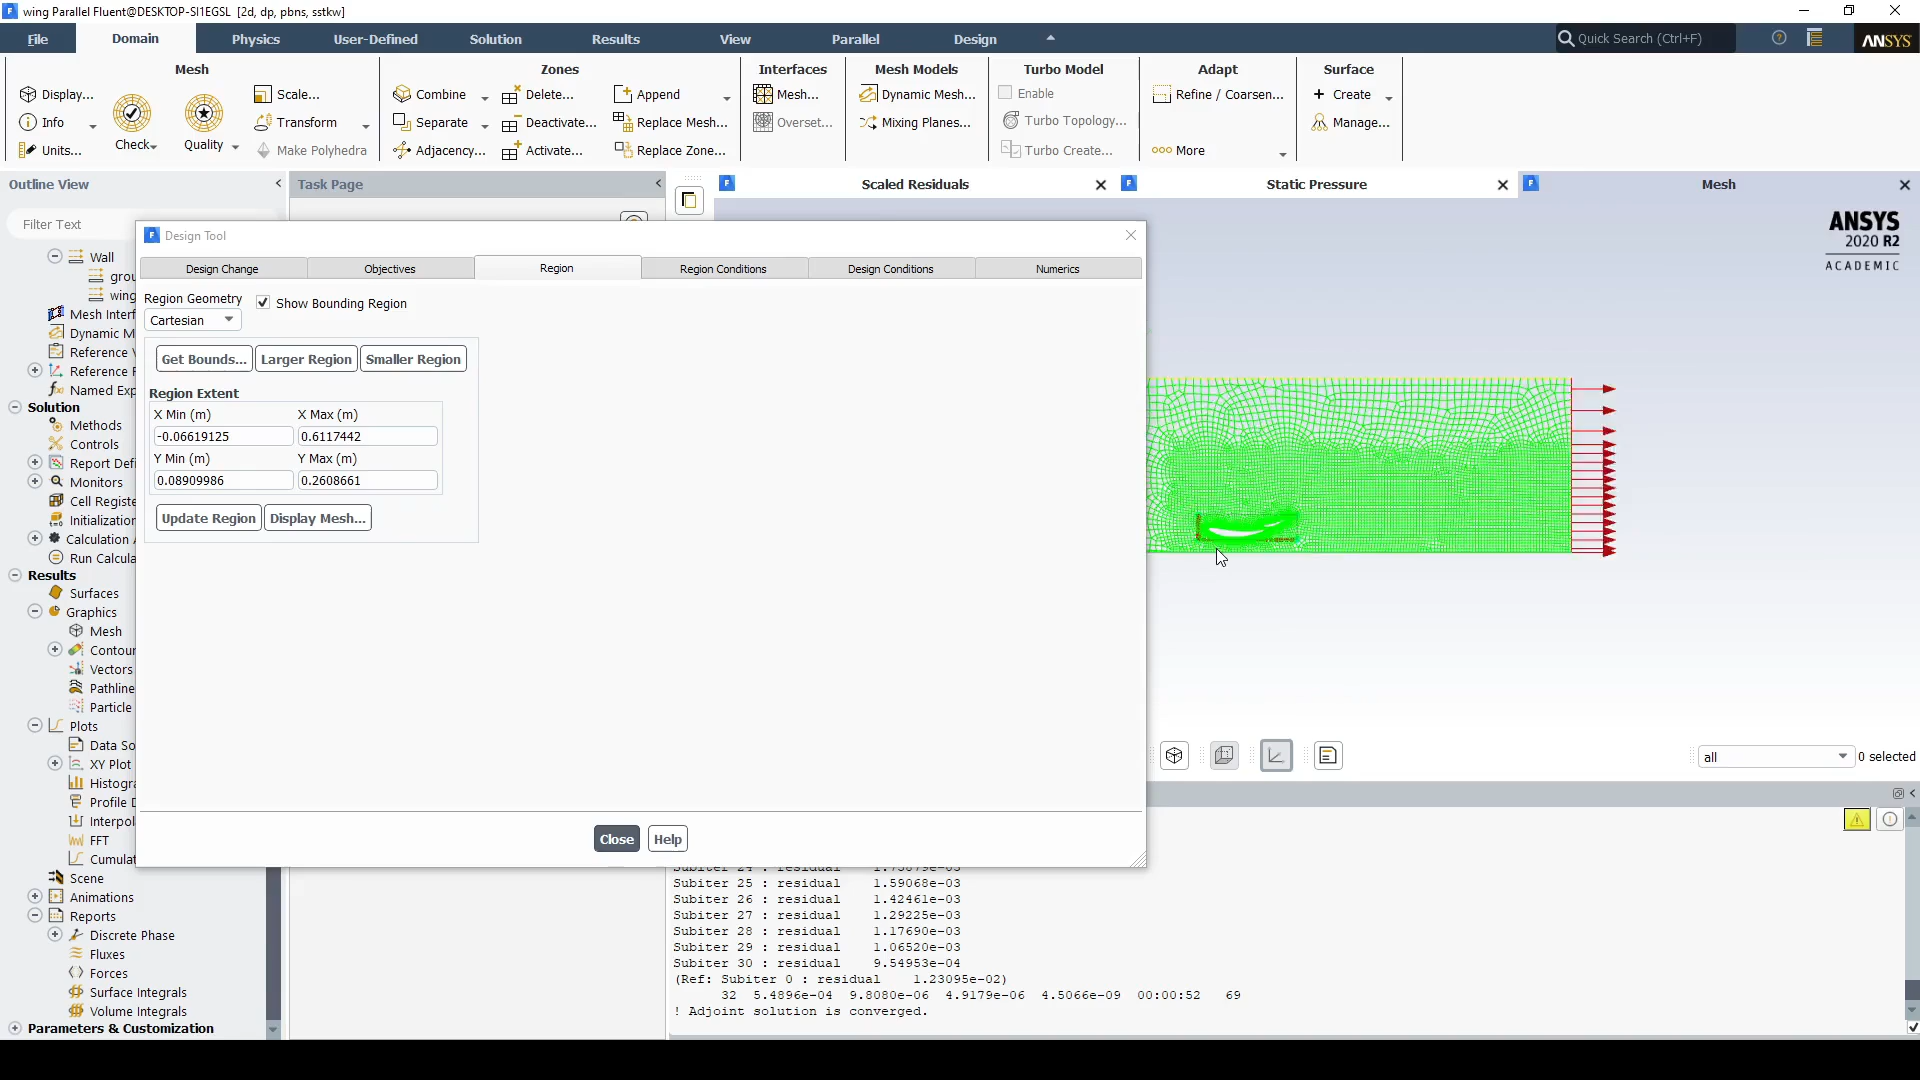 wing Parallel Fluent@DESKTOP-SI1EGSL [2d, dp, pbns, sstkw]
File Domain Physics User-Defined Solution Results View Parallel Design Quick Search (Ctrl+F) ANSYS
Mesh Zones Interfaces Mesh Models Turbo Model Adapt Surface
Display... Scale... Combine Delete... Append Mesh... Dynamic Mesh... Enable Refine / Coarsen... Create
Info Transform Separate Deactivate... Replace Mesh... Overset... Mixing Planes... Turbo Topology... Manage...
Check Quality
Units... Make Polyhedra Adjacency... Activate... Replace Zone... Turbo Create... More
Outline View Task Page Scaled Residuals Static Pressure Mesh
Filter Text
ANSYS
2020 R2
ACADEMIC
Design Tool
Design Change Objectives Region Region Conditions Design Conditions Numerics
Region Geometry Show Bounding Region
Cartesian
Get Bounds... Larger Region Smaller Region
Region Extent
X Min (m) X Max (m)
-0.06619125 0.6117442
Y Min (m) Y Max (m)
0.08909986 0.2608661
Update Region Display Mesh...
Close Help
Wall
grou
wing
Mesh Interf
Dynamic M
Reference V
Reference F
Named Exp
Solution
Methods
Controls
Report Defi
Monitors
Cell Registe
Initialization
Calculation
Run Calcula
Results
Surfaces
Graphics
Mesh
Contour
Vectors
Pathline
Particle
Plots
Data So
XY Plot
Histogra
Profile D
Interpol
FFT
Cumulat
Scene
Animations
Reports
Discrete Phase
Fluxes
Forces
Surface Integrals
Volume Integrals
Parameters & Customization
all 0 selected
Subiter 25 : residual 1.59068e-03
Subiter 26 : residual 1.42461e-03
Subiter 27 : residual 1.29225e-03
Subiter 28 : residual 1.17690e-03
Subiter 29 : residual 1.06520e-03
Subiter 30 : residual 9.54953e-04
(Ref: Subiter 0 : residual 1.23095e-02)
32 5.4896e-04 9.8080e-06 4.9179e-06 4.5066e-09 00:00:52 69
! Adjoint solution is converged.